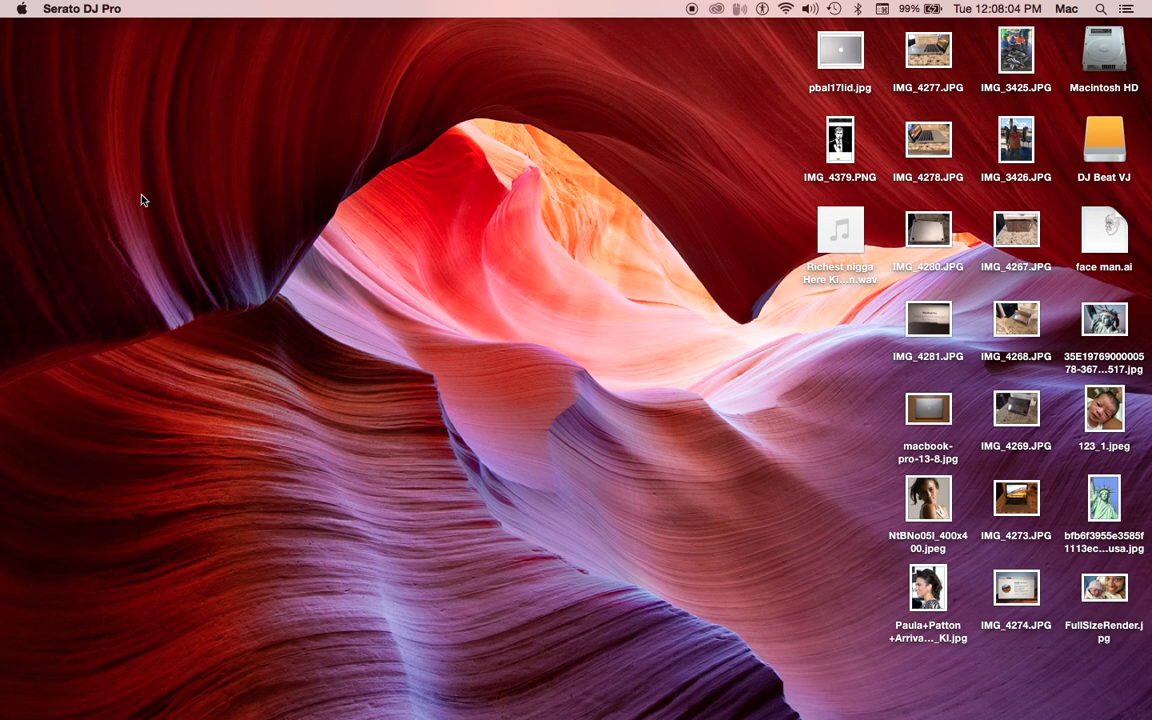 Serato DJ Pro
99%
Tue 12:08:04 PM
Mac
pbal17lid.jpg
IMG_4277.JPG
IMG_3425.JPG
Macintosh HD
IMG_4379.PNG
IMG_4278.JPG
IMG_3426.JPG
DJ Beat VJ
Richest nigga
Here Ki...n.wav
IMG_4280.JPG
IMG_4267.JPG
face man.ai
IMG_4281.JPG
IMG_4268.JPG
35E19769000005
78-367...517.jpg
macbook-
pro-13-8.jpg
IMG_4269.JPG
123_1.jpeg
NtBNo05I_400x4
00.jpeg
IMG_4273.JPG
bfb6f3955e3585f
1113ec...usa.jpg
Paula+Patton
+Arriva..._KI.jpg
IMG_4274.JPG
FullSizeRender.j
pg